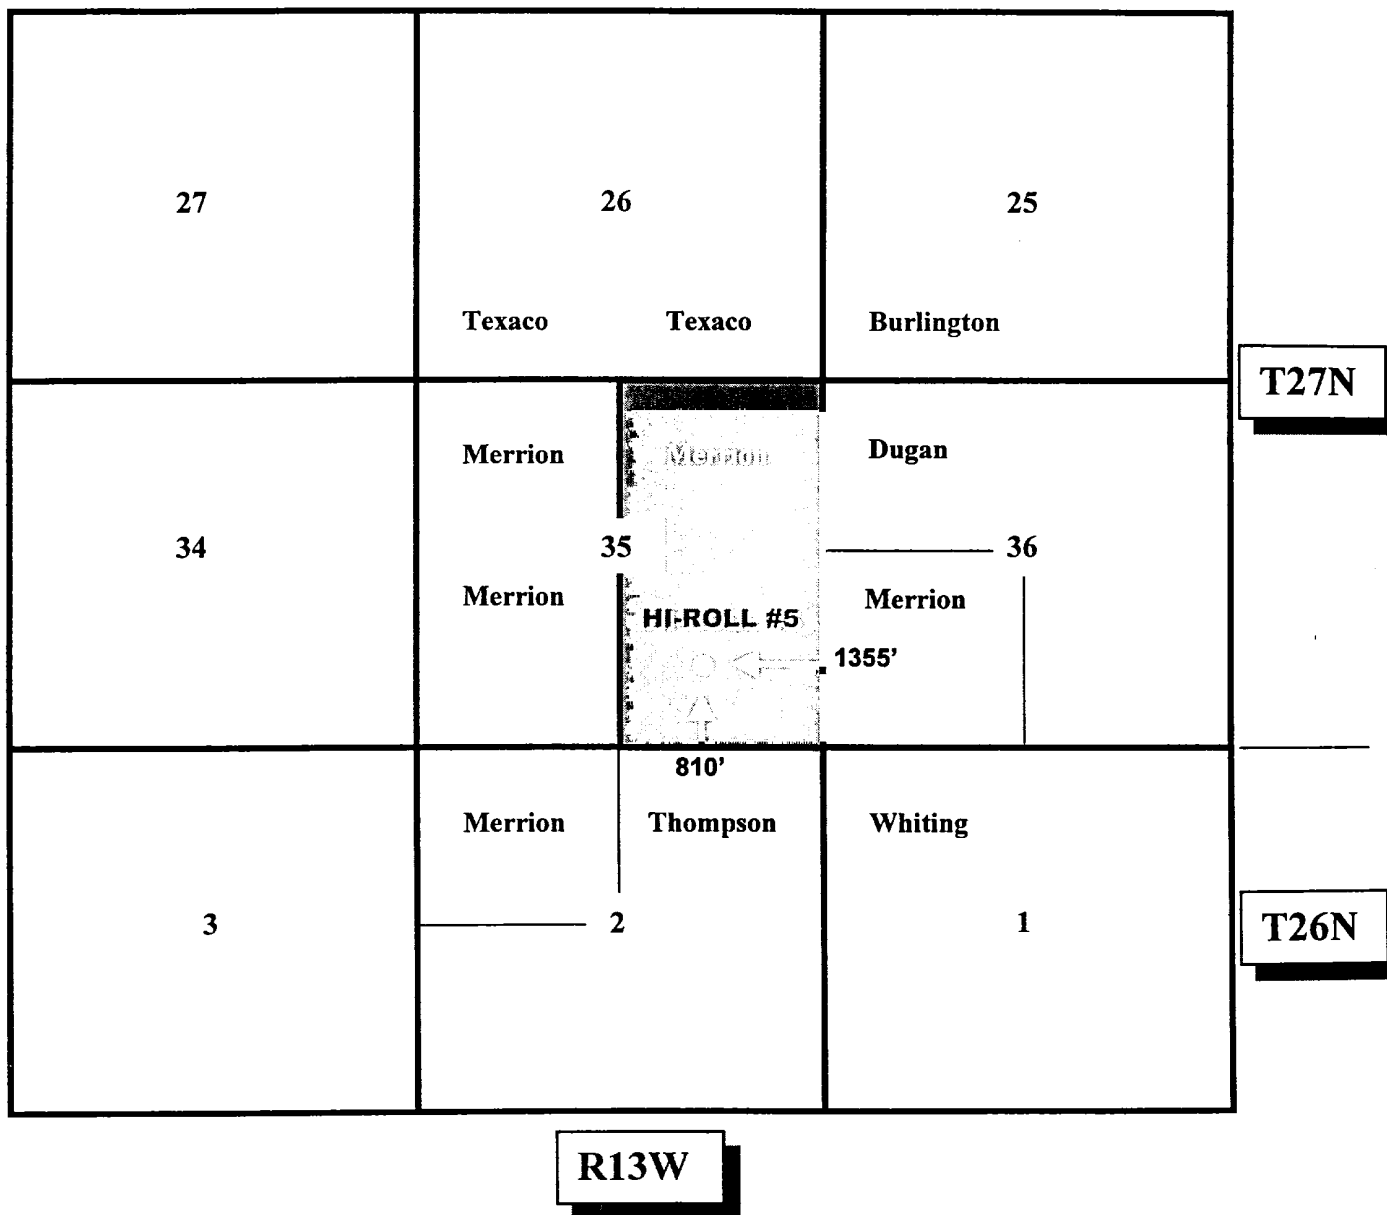 27 26 25
Texaco Texaco Burlington
T27N
Merrion Merrion Dugan
34 35 36
Merrion Merrion
HI-ROLL #5
1355'
810'
Merrion Thompson Whiting
3 2 1
T26N
R13W